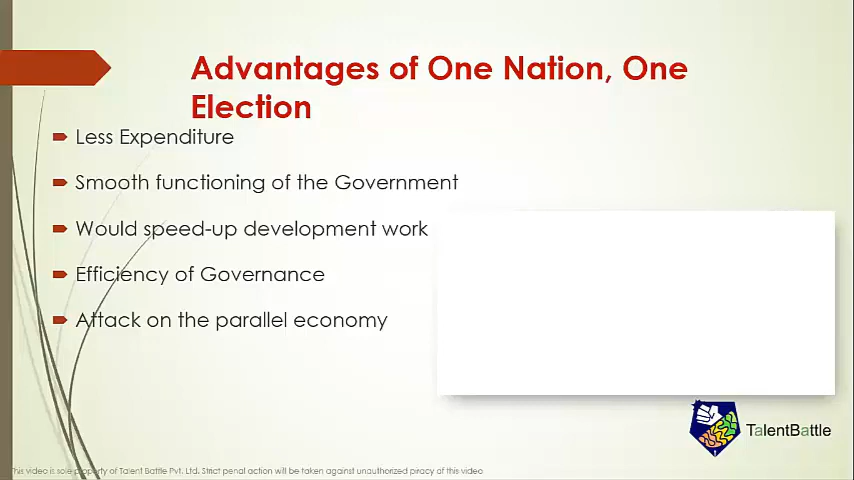 Advantages of One Nation, One
Election
Less Expenditure
Smooth functioning of the Government
Would speed-up development work
Efficiency of Governance
Attack on the parallel economy
TalentBattle
This video is sole property of Talent Battle Pvt. Ltd. Strict penal action will be taken against unauthorized piracy of this video